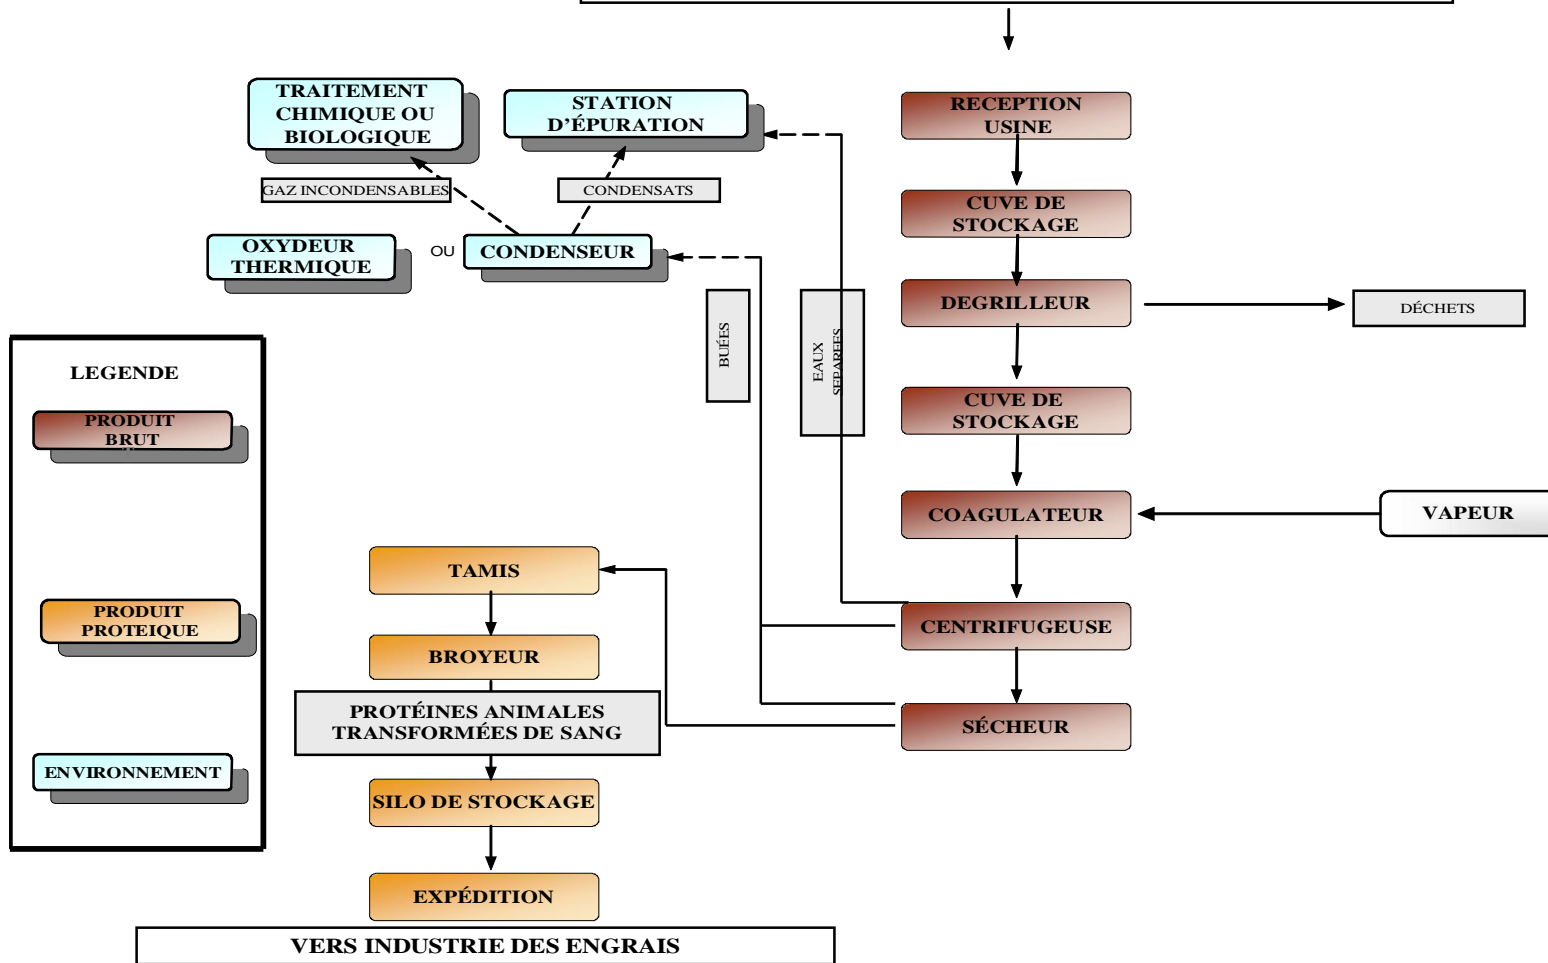 TRAITEMENT
CHIMIQUE OU
BIOLOGIQUE
STATION
D'ÉPURATION
RECEPTION
USINE
GAZ INCONDENSABLES
CONDENSATS
CUVE DE
STOCKAGE
OXYDEUR
THERMIQUE
OU
CONDENSEUR
DEGRILLEUR
DÉCHETS
BUÉES
EAUX
SEPAREES
LEGENDE
PRODUIT
BRUT
CUVE DE
STOCKAGE
COAGULATEUR
VAPEUR
TAMIS
PRODUIT
PROTEIQUE
CENTRIFUGEUSE
BROYEUR
PROTÉINES ANIMALES
TRANSFORMÉES DE SANG
SÉCHEUR
ENVIRONNEMENT
SILO DE STOCKAGE
EXPÉDITION
VERS INDUSTRIE DES ENGRAIS